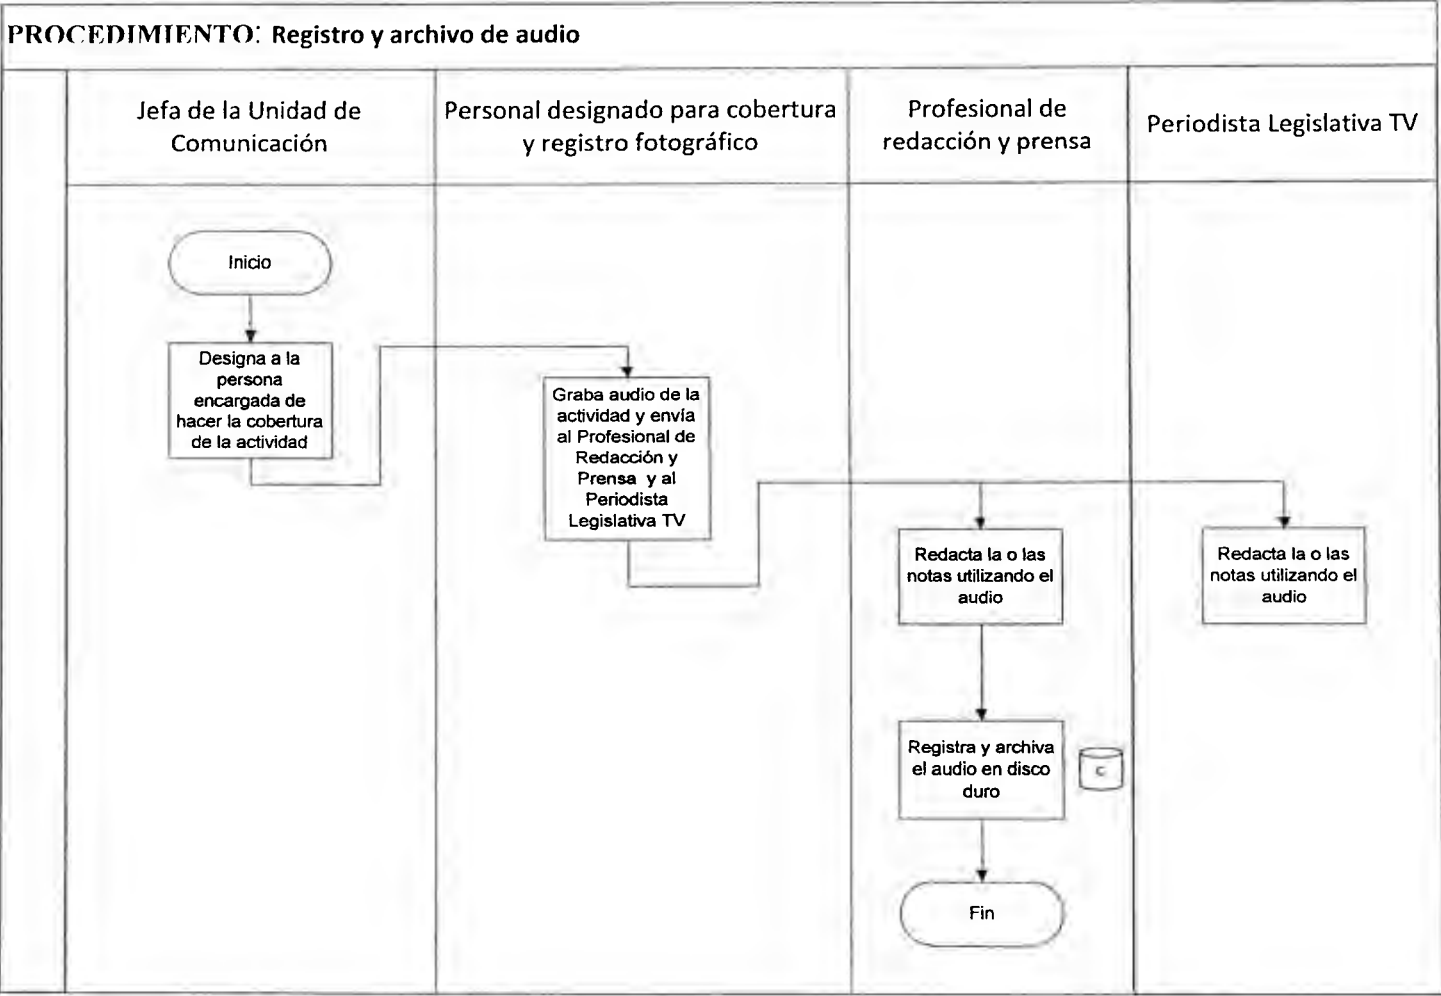 PROCEDIMIENTO: Registro y archivo de audio
Jefa de la Unidad de
Comunicación
Personal designado para cobertura
y registro fotográfico
Profesional de
redacción y prensa
Periodista Legislativa TV
Inicio
Designa a la
persona
encargada de
hacer la cobertura
de la actividad
Graba audio de la
actividad y envía
al Profesional de
Redacción y
Prensa y al
Periodista
Legislativa TV
Redacta la o las
notas utilizando el
audio
Redacta la o las
notas utilizando el
audio
Registra y archiva
el audio en disco
duro
C
Fin